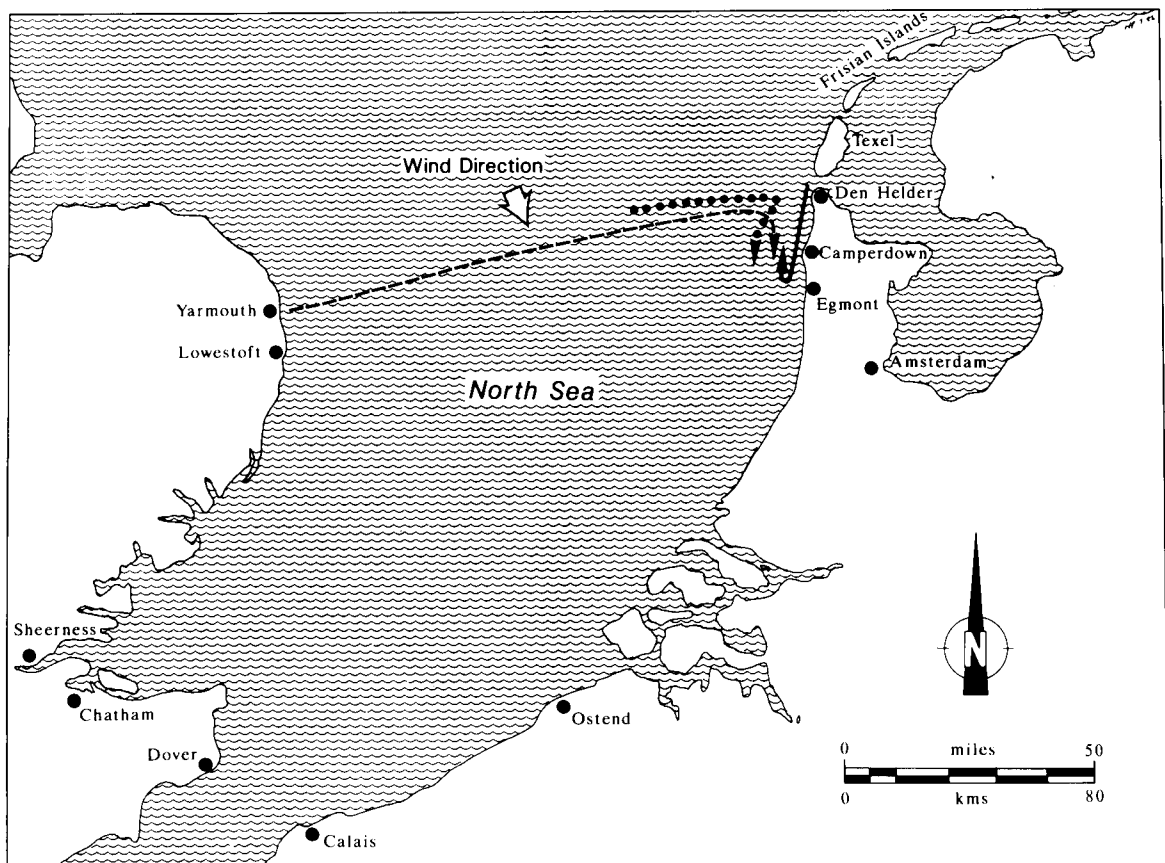 Frisian Islands
Texel
Wind Direction
Den Helder
Camperdown
Yarmouth
Egmont
Lowestoft
Amsterdam
North Sea
Sheerness
N
Chatham
Ostend
Dover
0 miles 50
0 kms 80
Calais